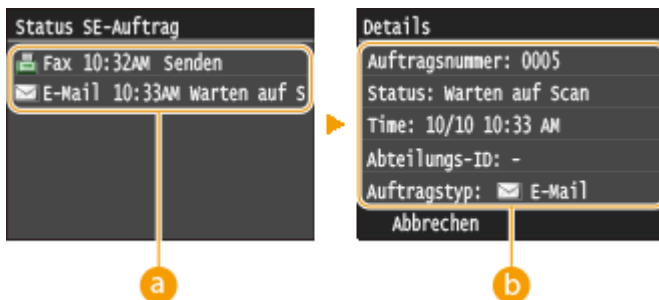 Status SE-Auftrag
Fax 10:32AM Senden
E-Mail 10:33AM Warten auf S
a
Details
Auftragsnummer: 0005
Status: Warten auf Scan
Time: 10/10 10:33 AM
Abteilungs-ID: -
Auftragstyp: E-Mail
Abbrechen
b